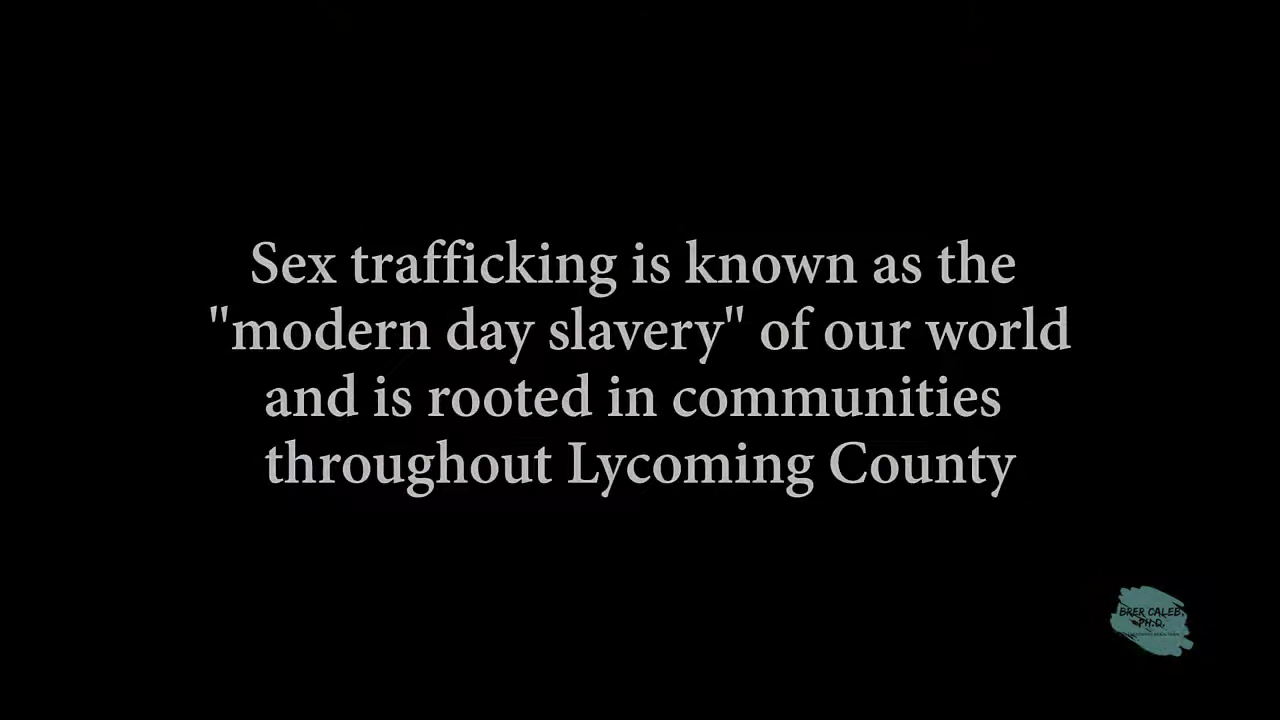 Sex trafficking is known as the
"modern day slavery" of our world
and is rooted in communities
throughout Lycoming County
BRER CALEB,
PH.D.